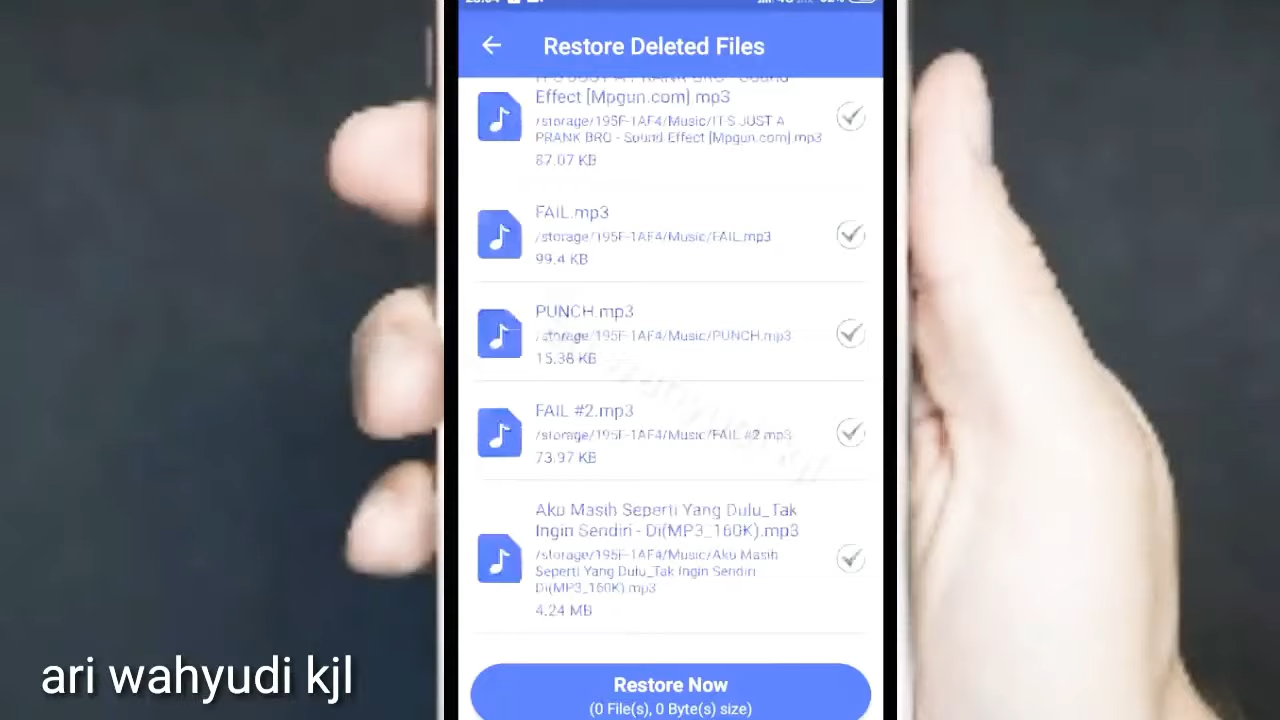 Restore Deleted Files
Effect [Mpgun.com] mp3
/storage/195F-1AF4/Music/IT-S JUST A
PRANK BRO - Sound Effect [Mpgun.com].mp3
87.07 KB
FAIL.mp3
/storage/195F-1AF4/Music/FAIL.mp3
99.4 KB
PUNCH.mp3
/storage/195F-1AF4/Music/PUNCH.mp3
15.38 KB
FAIL #2.mp3
/storage/195F-1AF4/Music/FAIL #2.mp3
73.97 KB
Aku Masih Seperti Yang Dulu_Tak
Ingin Sendiri - Di(MP3_160K).mp3
/storage/195F-1AF4/Music/Aku Masih
Seperti Yang Dulu_Tak Ingin Sendiri
Di(MP3_160K).mp3
4.24 MB
Restore Now
(0 File(s), 0 Byte(s) size)
ari wahyudi kjl